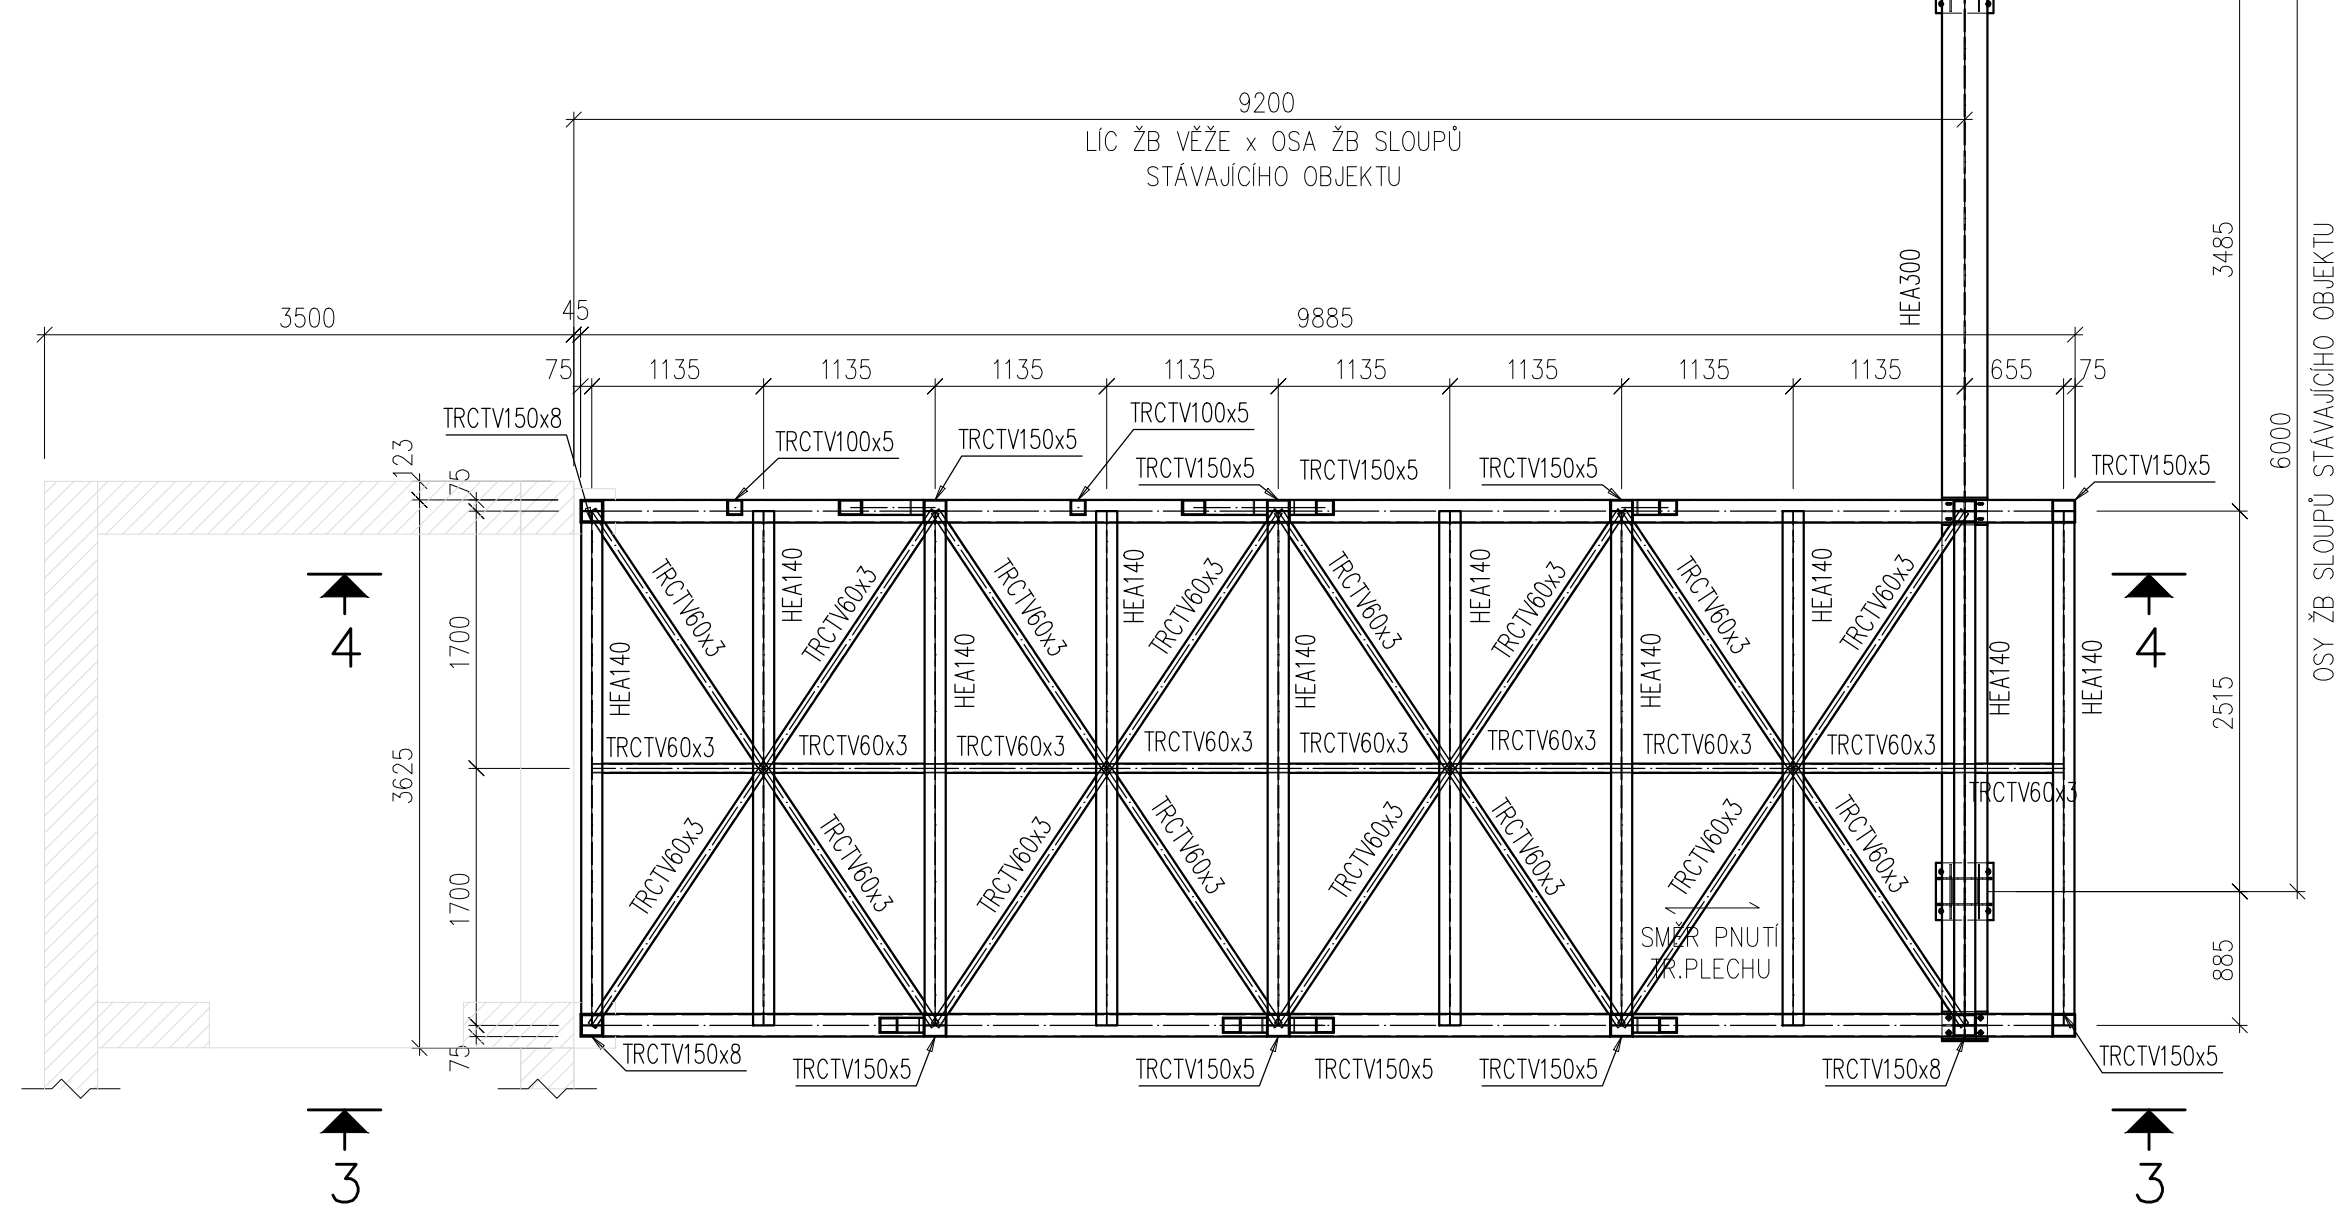 9200
LÍC ŽB VĚŽE x OSA ŽB SLOUPŮ
STÁVAJÍCÍHO OBJEKTU
3500
45
9885
HEA300
3485
75
1135
1135
1135
1135
1135
1135
1135
1135
655
75
6000
OSY ŽB SLOUPŮ STÁVAJÍCÍHO OBJEKTU
TRCTV150x8
TRCTV100x5
TRCTV150x5
TRCTV100x5
TRCTV150x5
TRCTV150x5
TRCTV150x5
TRCTV150x5
123
75
4
1700
TRCTV60x3
HEA140
TRCTV60x3
TRCTV60x3
HEA140
TRCTV60x3
TRCTV60x3
HEA140
TRCTV60x3
TRCTV60x3
HEA140
TRCTV60x3
4
HEA140
HEA140
HEA140
HEA140
HEA140
HEA140
2515
3625
TRCTV60x3
TRCTV60x3
TRCTV60x3
TRCTV60x3
TRCTV60x3
TRCTV60x3
TRCTV60x3
TRCTV60x3
TRCTV60x3
1700
TRCTV60x3
TRCTV60x3
TRCTV60x3
TRCTV60x3
TRCTV60x3
TRCTV60x3
TRCTV60x3
TRCTV60x3
SMĚR PNUTÍ
TR.PLECHU
885
75
TRCTV150x8
TRCTV150x5
TRCTV150x5
TRCTV150x5
TRCTV150x5
TRCTV150x8
TRCTV150x5
3
3